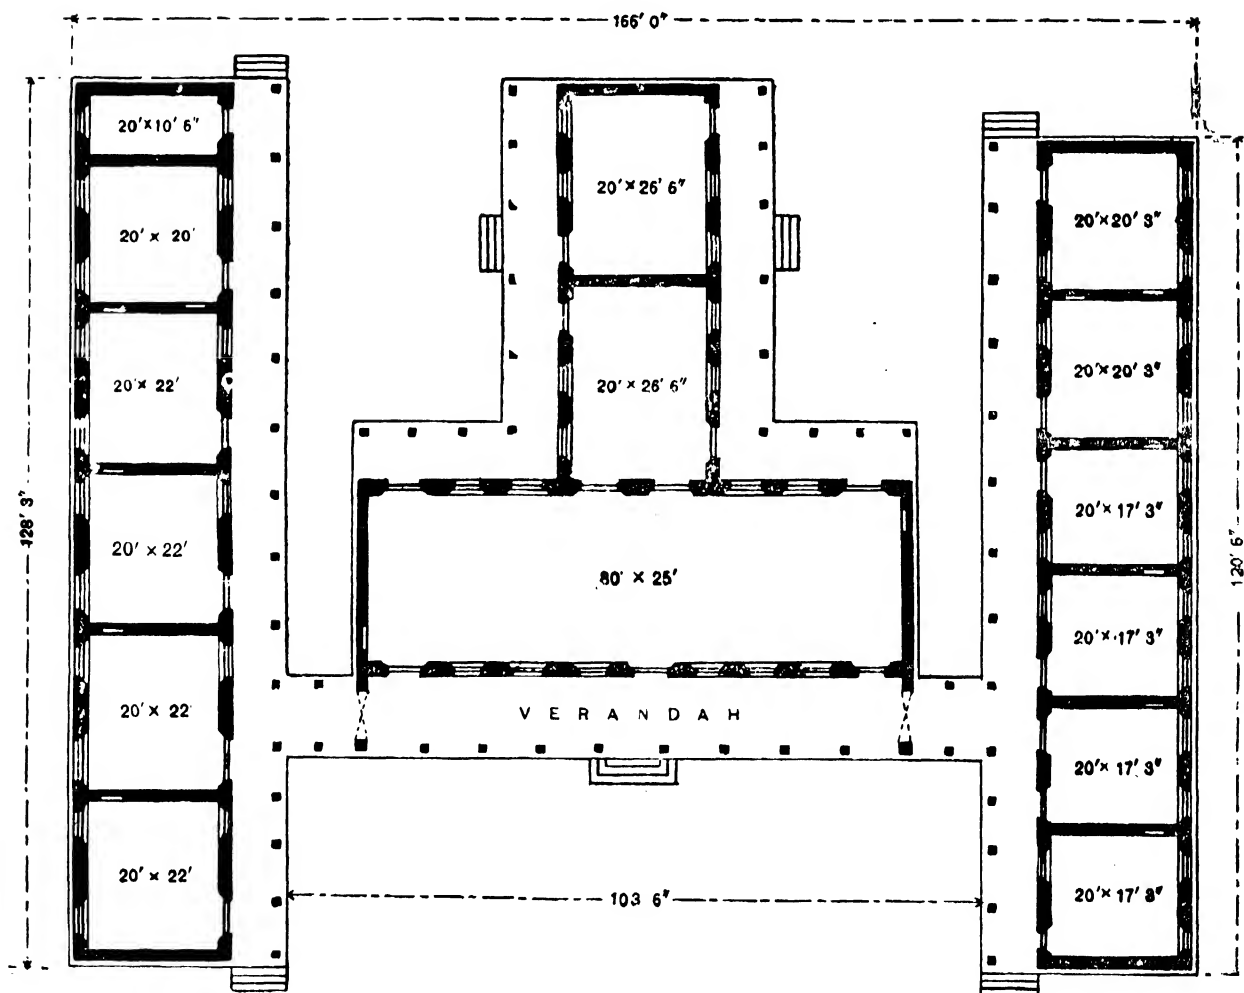 166' 0"
20'×10' 6"
20' × 20'
20' × 22'
20' × 22'
20' × 22
20' × 22'
128' 3"
20' × 26' 6"
20' × 26' 6"
80' × 25'
VERANDAH
103 6"
20' × 20' 3"
20' × 20' 3"
20' × 17' 3"
20' × 17' 3"
20' × 17' 3"
20' × 17' 3"
120' 6"